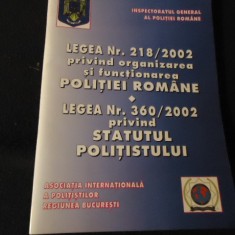 INSPECTORATUL GENERAL
AL POLIȚIEI ROMÂNE
LEGEA Nr. 218/2002
privind organizarea
și funcționarea
POLIȚIEI ROMÂNE
LEGEA Nr. 360/2002
privind
STATUTUL
POLIȚISTULUI
ASOCIAȚIA INTERNAȚIONALĂ
A POLIȚIȘTILOR
REGIUNEA BUCUREȘTI